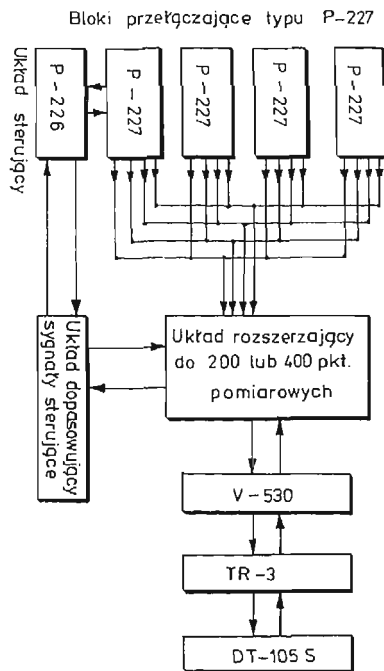 Bloki przełączające typu P-227
Układ sterujący
P-226
P-227
P-227
P-227
P-227
Układ dopasowujący
sygnały sterujące
Układ rozszerzający
do 200 lub 400 pkt.
pomiarowych
V-530
TR-3
DT-105 S